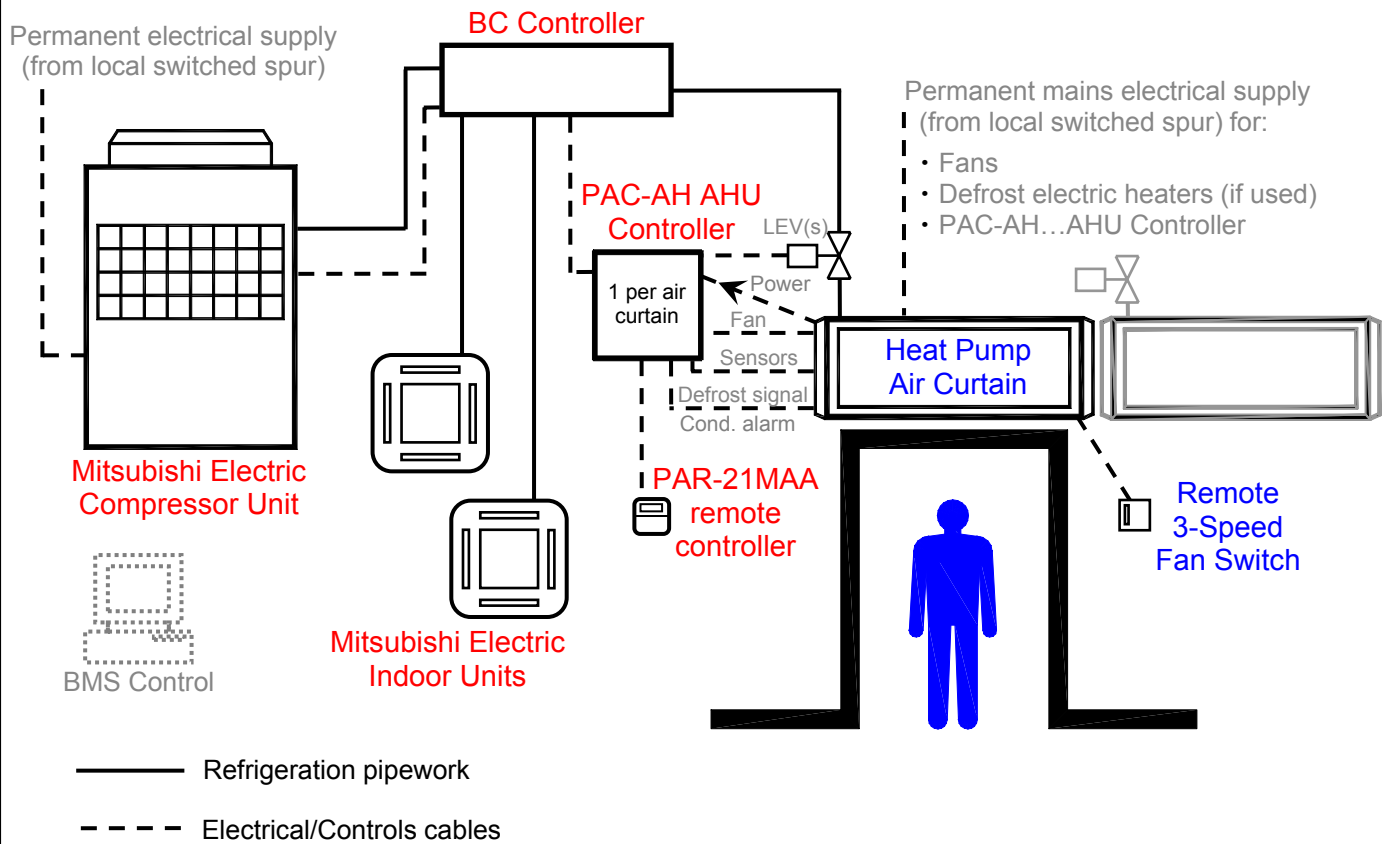 BC Controller
Permanent electrical supply
(from local switched spur)
Permanent mains electrical supply
(from local switched spur) for:
· Fans
· Defrost electric heaters (if used)
· PAC-AH…AHU Controller
PAC-AH AHU
Controller
LEV(s)
1 per air
curtain
Power
Fan
Sensors
Defrost signal
Cond. alarm
Heat Pump
Air Curtain
Mitsubishi Electric
Compressor Unit
PAR-21MAA
remote
controller
Remote
3-Speed
Fan Switch
Mitsubishi Electric
Indoor Units
BMS Control
Refrigeration pipework
Electrical/Controls cables